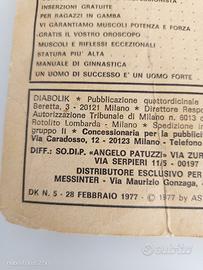 INSERZIONI GRATUITE
PER RAGAZZI IN GAMBA
VI GARANTIAMO MUSCOLI POTENZA E FORZA
GRATIS IL VOSTRO OROSCOPO
MUSCOLI E RIFLESSI ECCEZIONALI
STATURA PIU' ALTA
MANUALE DI GINNASTICA
UN UOMO DI SUCCESSO E' UN UOMO FORTE
DIABOLIK • Pubblicazione quattordicinale
Beretta, 3 - 20121 Milano • Direttore Respo
Autorizzazione Tribunale di Milano n. 6013 d
Rotolito Lombarda - Milano • Spedizione in
gruppo II • Concessionaria per la pubblici
Via Caradosso, 12 - 20123 Milano - Telefono
DIFF.: SO.DI.P. «ANGELO PATUZZI» VIA ZUR
VIA SERPIERI 11/5 - 00197
DISTRIBUTORE ESCLUSIVO PER
MESSINTER - Via Maurizio Gonzaga,
DK N. 5 - 28 FEBBRAIO 1977 © 1977 by AS
subito